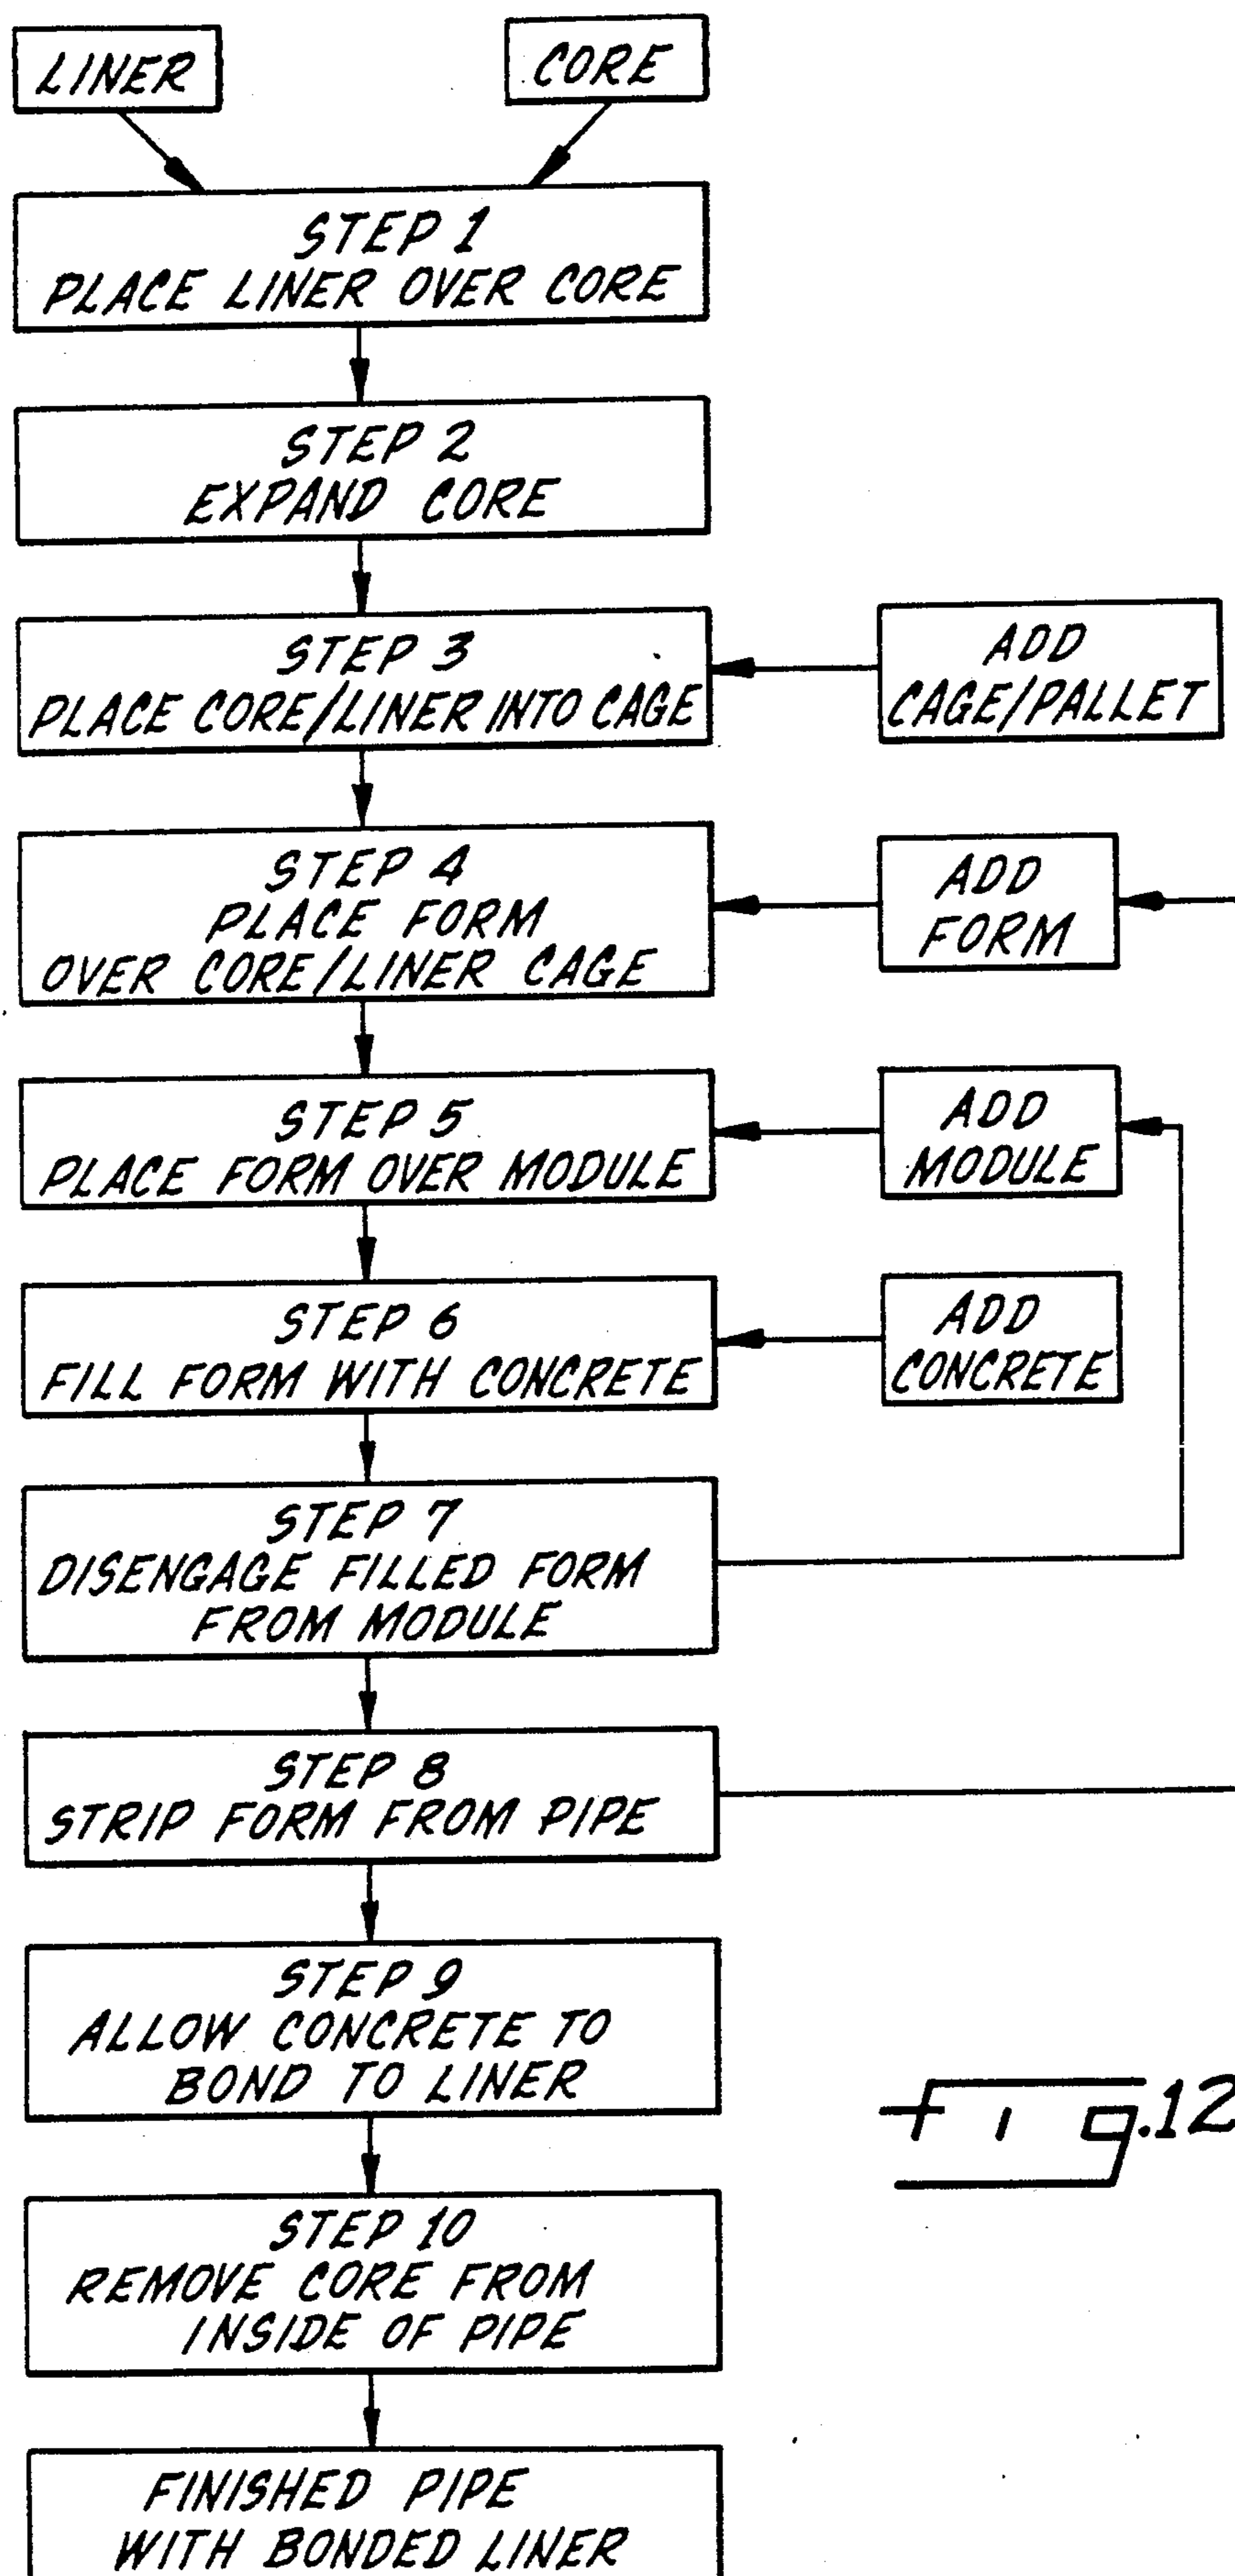 LINER
CORE
STEP 1
PLACE LINER OVER CORE
STEP 2
EXPAND CORE
STEP 3
PLACE CORE/LINER INTO CAGE
ADD
CAGE/PALLET
STEP 4
PLACE FORM
OVER CORE/LINER CAGE
ADD
FORM
STEP 5
PLACE FORM OVER MODULE
ADD
MODULE
STEP 6
FILL FORM WITH CONCRETE
ADD
CONCRETE
STEP 7
DISENGAGE FILLED FORM
FROM MODULE
STEP 8
STRIP FORM FROM PIPE
STEP 9
ALLOW CONCRETE TO
BOND TO LINER
Fig.12
STEP 10
REMOVE CORE FROM
INSIDE OF PIPE
FINISHED PIPE
WITH BONDED LINER